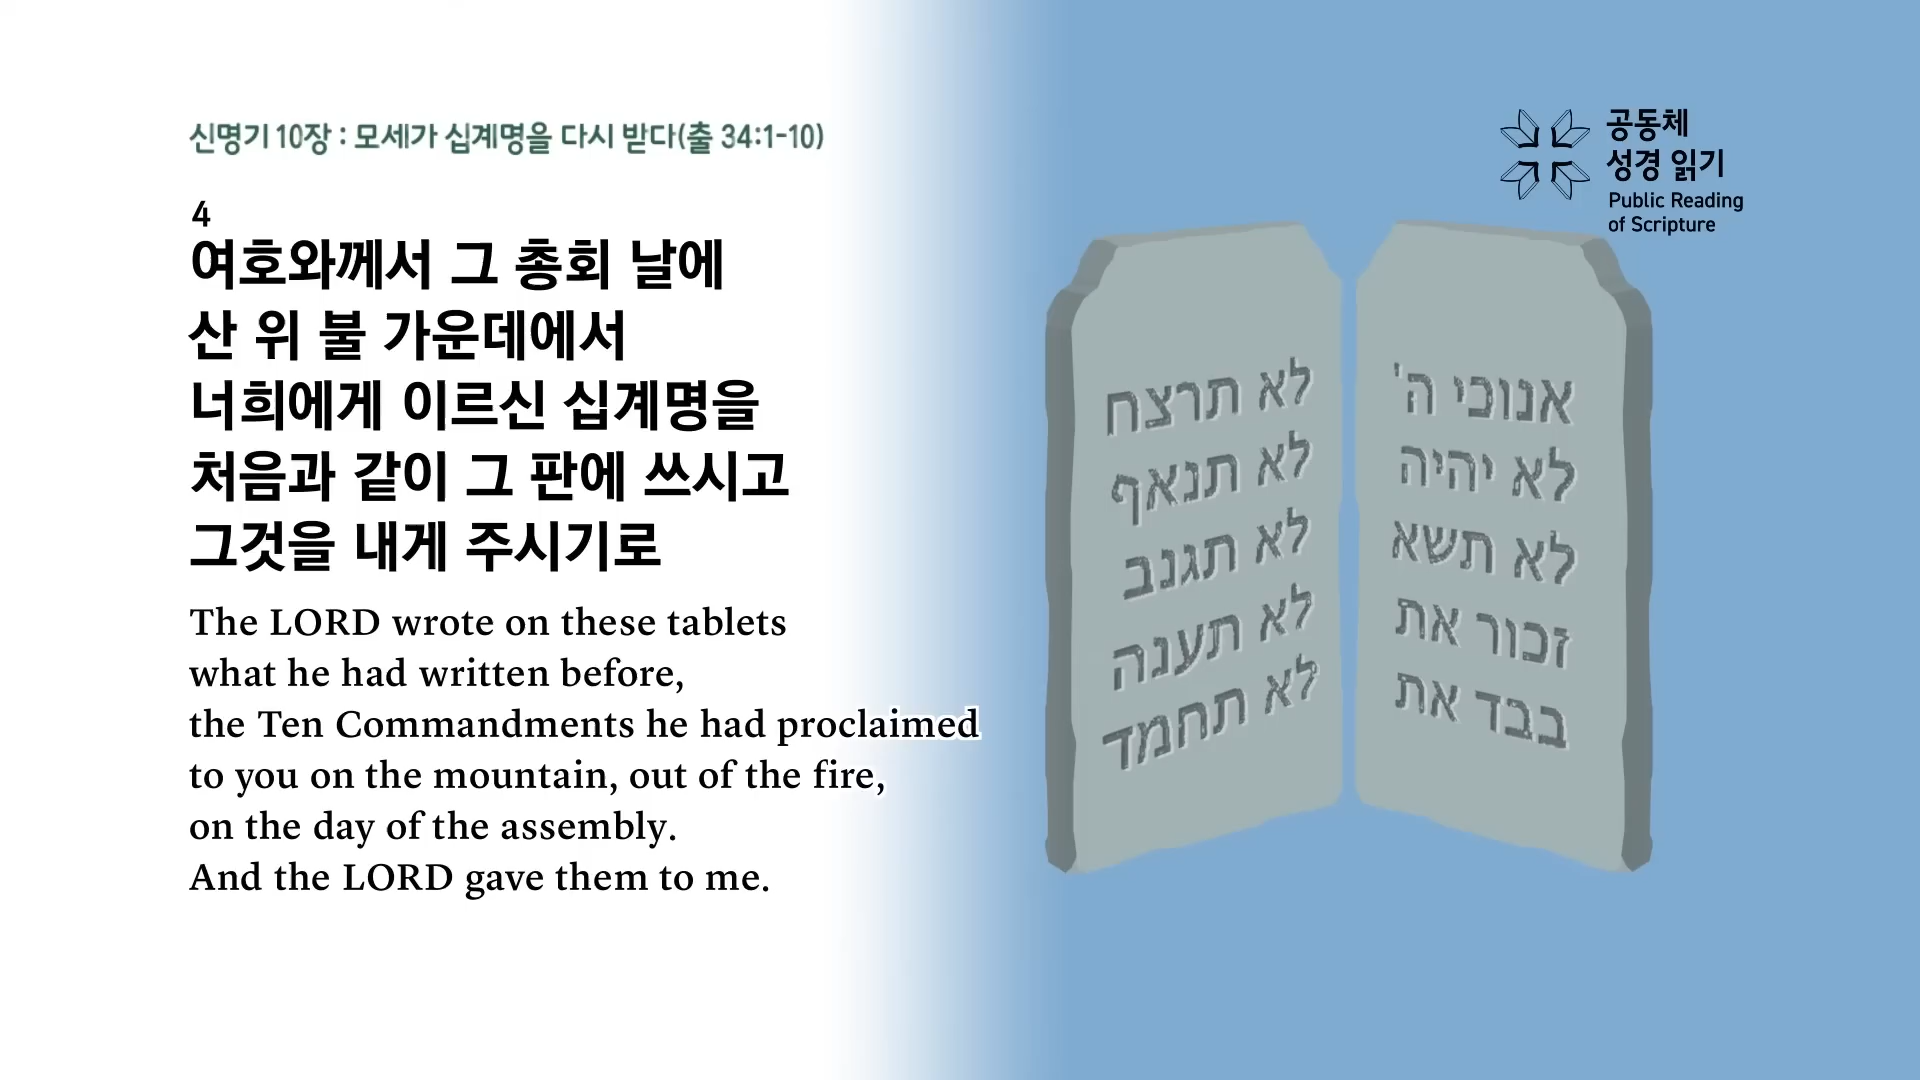 신명기 10장 : 모세가 십계명을 다시 받다(출 34:1-10)
4
여호와께서 그 총회 날에
산 위 불 가운데에서
너희에게 이르신 십계명을
처음과 같이 그 판에 쓰시고
그것을 내게 주시기로
The LORD wrote on these tablets
what he had written before,
the Ten Commandments he had proclaimed
to you on the mountain, out of the fire,
on the day of the assembly.
And the LORD gave them to me.
공동체
성경 읽기
Public Reading
of Scripture
אנוכי ה'
לא יהיה
לא תשא
זכור את
בבד את
לא תרצח
לא תנאף
לא תגנב
לא תענה
לא תחמד